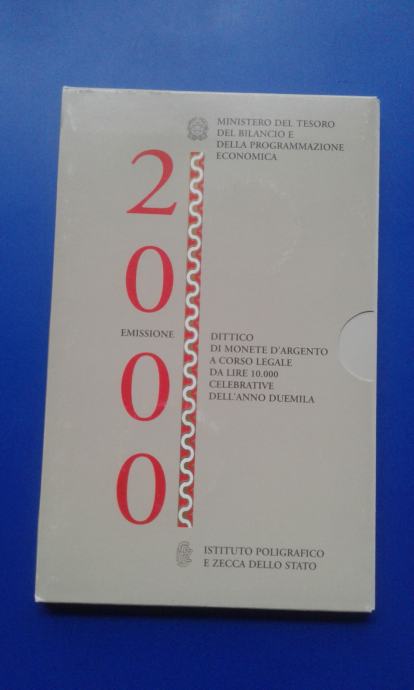 MINISTERO DEL TESORO
DEL BILANCIO E
DELLA PROGRAMMAZIONE
ECONOMICA
2
0
EMISSIONE
0
0
DITTICO
DI MONETE D'ARGENTO
A CORSO LEGALE
DA LIRE 10.000
CELEBRATIVE
DELL'ANNO DUEMILA
ISTITUTO POLIGRAFICO
E ZECCA DELLO STATO